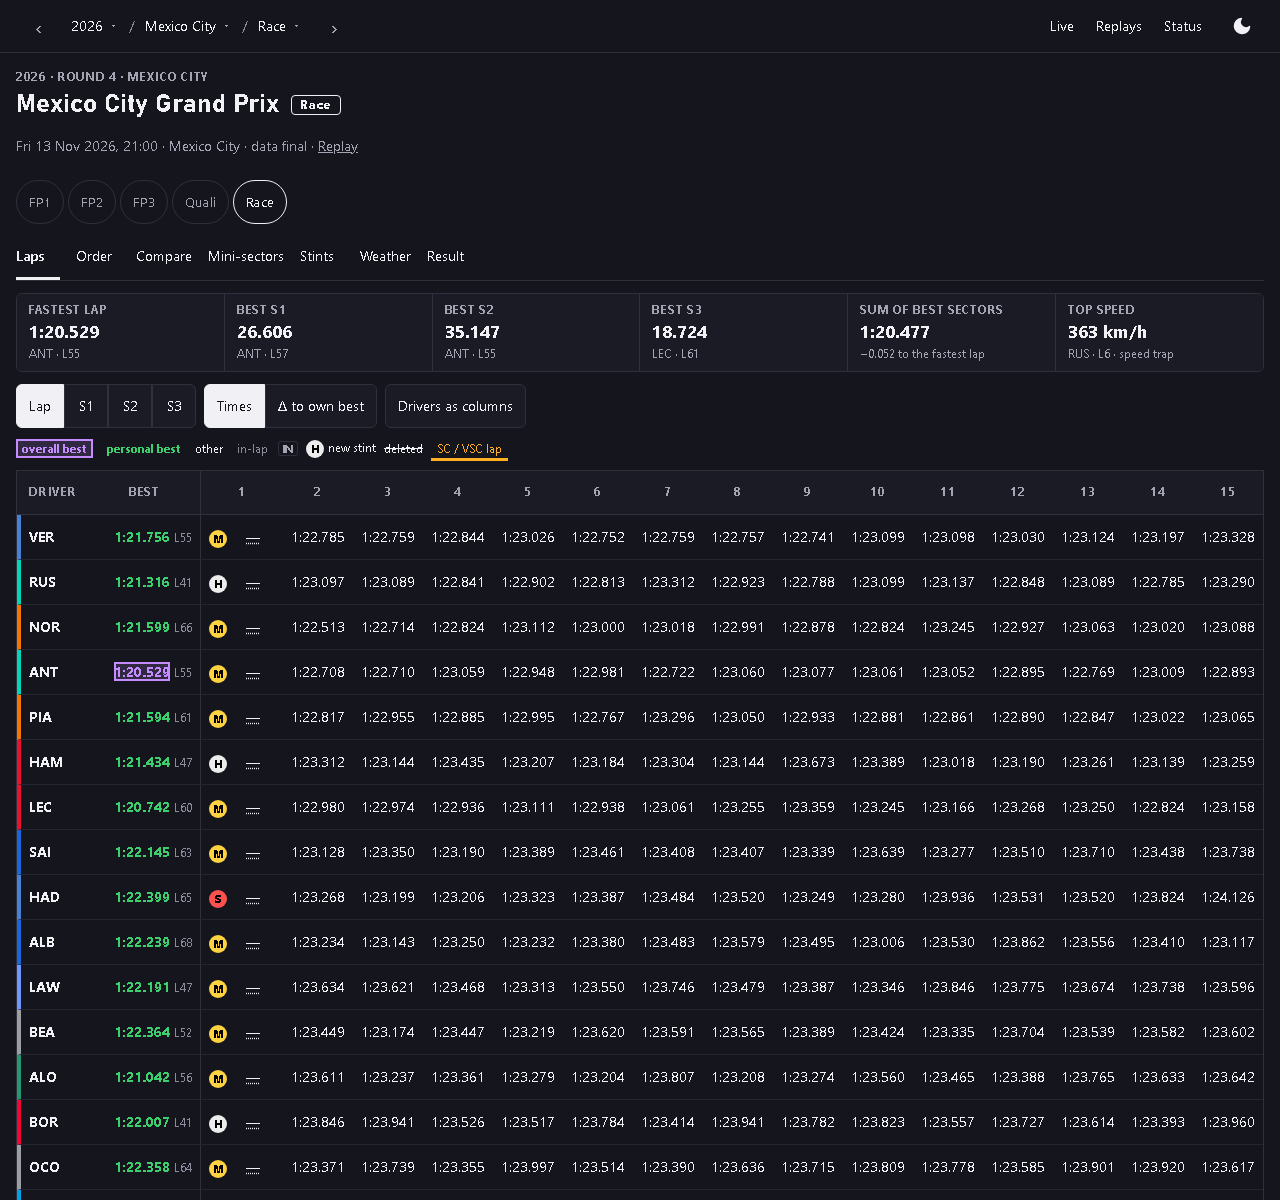 ‹ 2026 / Mexico City / Race › Live Replays Status
2026 · ROUND 4 · MEXICO CITY
Mexico City Grand Prix Race
Fri 13 Nov 2026, 21:00 · Mexico City · data final · Replay
FP1 FP2 FP3 Quali Race
Laps Order Compare Mini-sectors Stints Weather Result
FASTEST LAP BEST S1 BEST S2 BEST S3 SUM OF BEST SECTORS TOP SPEED
1:20.529 26.606 35.147 18.724 1:20.477 363 km/h
ANT · L55 ANT · L57 ANT · L55 LEC · L61 −0.052 to the fastest lap RUS · L6 · speed trap
Lap S1 S2 S3 Times Δ to own best Drivers as columns
overall best personal best other in-lap IN H new stint deleted SC / VSC lap
DRIVER BEST 1 2 3 4 5 6 7 8 9 10 11 12 13 14 15
VER 1:21.756 L55 M — 1:22.785 1:22.759 1:22.844 1:23.026 1:22.752 1:22.759 1:22.757 1:22.741 1:23.099 1:23.098 1:23.030 1:23.124 1:23.197 1:23.328
RUS 1:21.316 L41 H — 1:23.097 1:23.089 1:22.841 1:22.902 1:22.813 1:23.312 1:22.923 1:22.788 1:23.099 1:23.137 1:22.848 1:23.089 1:22.785 1:23.290
NOR 1:21.599 L66 M — 1:22.513 1:22.714 1:22.824 1:23.112 1:23.000 1:23.018 1:22.991 1:22.878 1:22.824 1:23.245 1:22.927 1:23.063 1:23.020 1:23.088
ANT 1:20.529 L55 M — 1:22.708 1:22.710 1:23.059 1:22.948 1:22.981 1:22.722 1:23.060 1:23.077 1:23.061 1:23.052 1:22.895 1:22.769 1:23.009 1:22.893
PIA 1:21.594 L61 M — 1:22.817 1:22.955 1:22.885 1:22.995 1:22.767 1:23.296 1:23.050 1:22.933 1:22.881 1:22.861 1:22.890 1:22.847 1:23.022 1:23.065
HAM 1:21.434 L47 H — 1:23.312 1:23.144 1:23.435 1:23.207 1:23.184 1:23.304 1:23.144 1:23.673 1:23.389 1:23.018 1:23.190 1:23.261 1:23.139 1:23.259
LEC 1:20.742 L60 M — 1:22.980 1:22.974 1:22.936 1:23.111 1:22.938 1:23.061 1:23.255 1:23.359 1:23.245 1:23.166 1:23.268 1:23.250 1:22.824 1:23.158
SAI 1:22.145 L63 M — 1:23.128 1:23.350 1:23.190 1:23.389 1:23.461 1:23.408 1:23.407 1:23.339 1:23.639 1:23.277 1:23.510 1:23.710 1:23.438 1:23.738
HAD 1:22.399 L65 S — 1:23.268 1:23.199 1:23.206 1:23.323 1:23.387 1:23.484 1:23.520 1:23.249 1:23.280 1:23.936 1:23.531 1:23.520 1:23.824 1:24.126
ALB 1:22.239 L68 M — 1:23.234 1:23.143 1:23.250 1:23.232 1:23.380 1:23.483 1:23.579 1:23.495 1:23.006 1:23.530 1:23.862 1:23.556 1:23.410 1:23.117
LAW 1:22.191 L47 M — 1:23.634 1:23.621 1:23.468 1:23.313 1:23.550 1:23.746 1:23.479 1:23.387 1:23.346 1:23.846 1:23.775 1:23.674 1:23.738 1:23.596
BEA 1:22.364 L52 M — 1:23.449 1:23.174 1:23.447 1:23.219 1:23.620 1:23.591 1:23.565 1:23.389 1:23.424 1:23.335 1:23.704 1:23.539 1:23.582 1:23.602
ALO 1:21.042 L56 M — 1:23.611 1:23.237 1:23.361 1:23.279 1:23.204 1:23.807 1:23.208 1:23.274 1:23.560 1:23.465 1:23.388 1:23.765 1:23.633 1:23.642
BOR 1:22.007 L41 H — 1:23.846 1:23.941 1:23.526 1:23.517 1:23.784 1:23.414 1:23.941 1:23.782 1:23.823 1:23.557 1:23.727 1:23.614 1:23.393 1:23.960
OCO 1:22.358 L64 M — 1:23.371 1:23.739 1:23.355 1:23.997 1:23.514 1:23.390 1:23.636 1:23.715 1:23.809 1:23.778 1:23.585 1:23.901 1:23.920 1:23.617